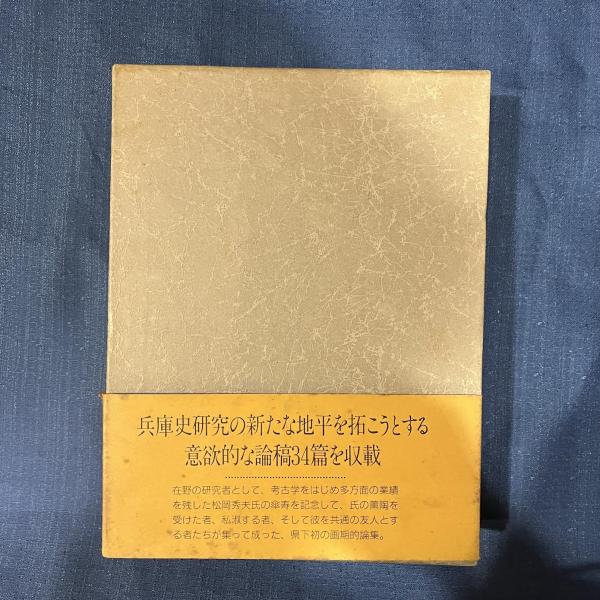 兵庫史研究の新たな地平を拓こうとする
意欲的な論稿34篇を収載
在野の研究者として、考古学をはじめ多方面の業績
を残した松岡秀夫氏の傘寿を記念して、氏の薫陶を
受けた者、私淑する者、そして彼を共通の友人とす
る者たちが集って成った、県下初の画期的論集。